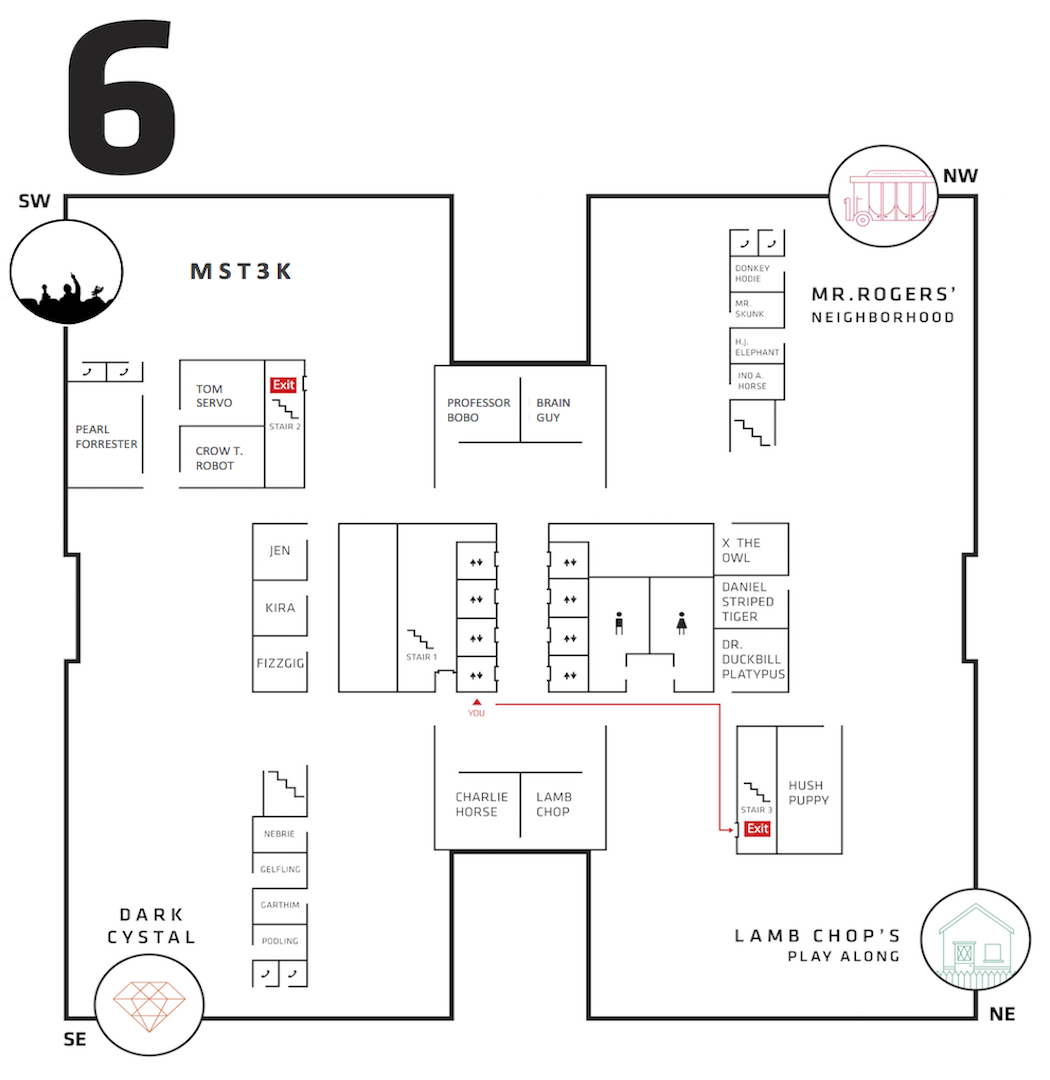 6
SW
NW
MST3K
MR.ROGERS'
NEIGHBORHOOD
DONKEY
HODIE
MR.
SKUNK
H.J.
ELEPHANT
INO A.
HORSE
TOM
SERVO
Exit
STAIR 2
PEARL
FORRESTER
CROW T.
ROBOT
PROFESSOR
BOBO
BRAIN
GUY
JEN
KIRA
FIZZGIG
STAIR 1
X THE
OWL
DANIEL
STRIPED
TIGER
DR.
DUCKBILL
PLATYPUS
YOU
CHARLIE
HORSE
LAMB
CHOP
HUSH
PUPPY
STAIR 3
Exit
NEBRIE
GELFLING
GARTHIM
PODLING
DARK
CYSTAL
LAMB CHOP'S
PLAY ALONG
SE
NE